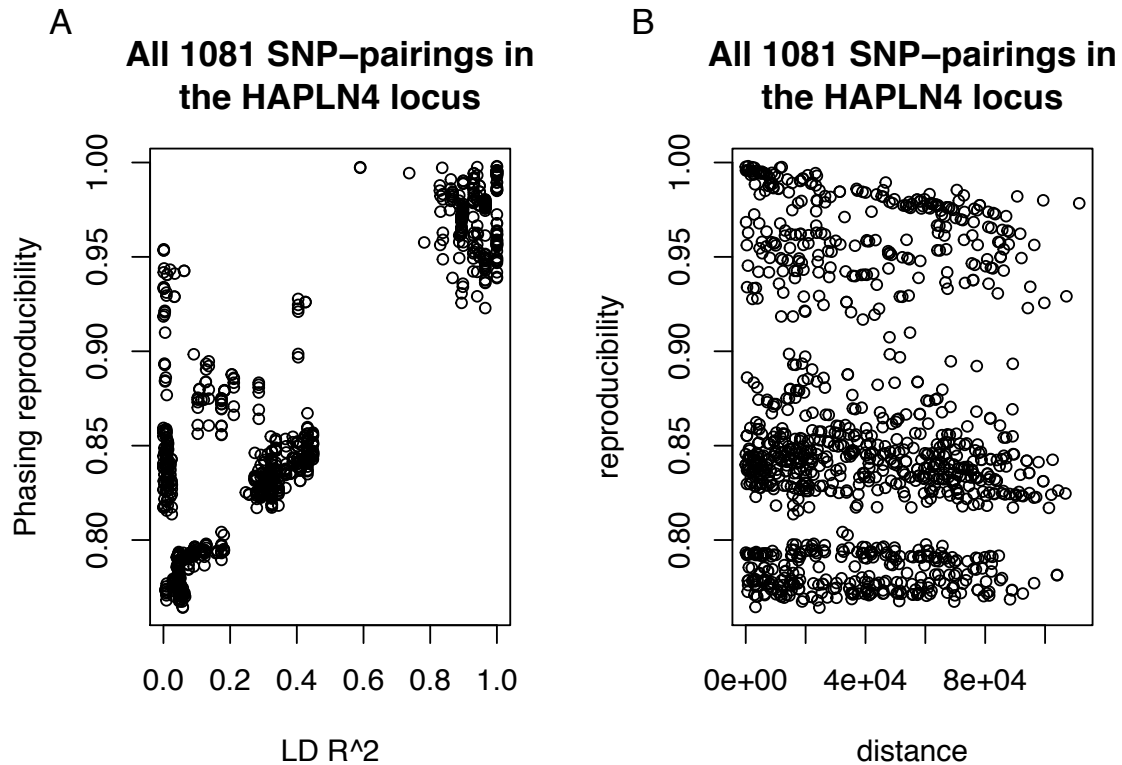 A
All 1081 SNP−pairings in
the HAPLN4 locus
Phasing reproducibility
1.00
0.95
0.90
0.85
0.80
0.0 0.2 0.4 0.6 0.8 1.0
LD R^2
B
All 1081 SNP−pairings in
the HAPLN4 locus
reproducibility
1.00
0.95
0.90
0.85
0.80
0e+00 4e+04 8e+04
distance